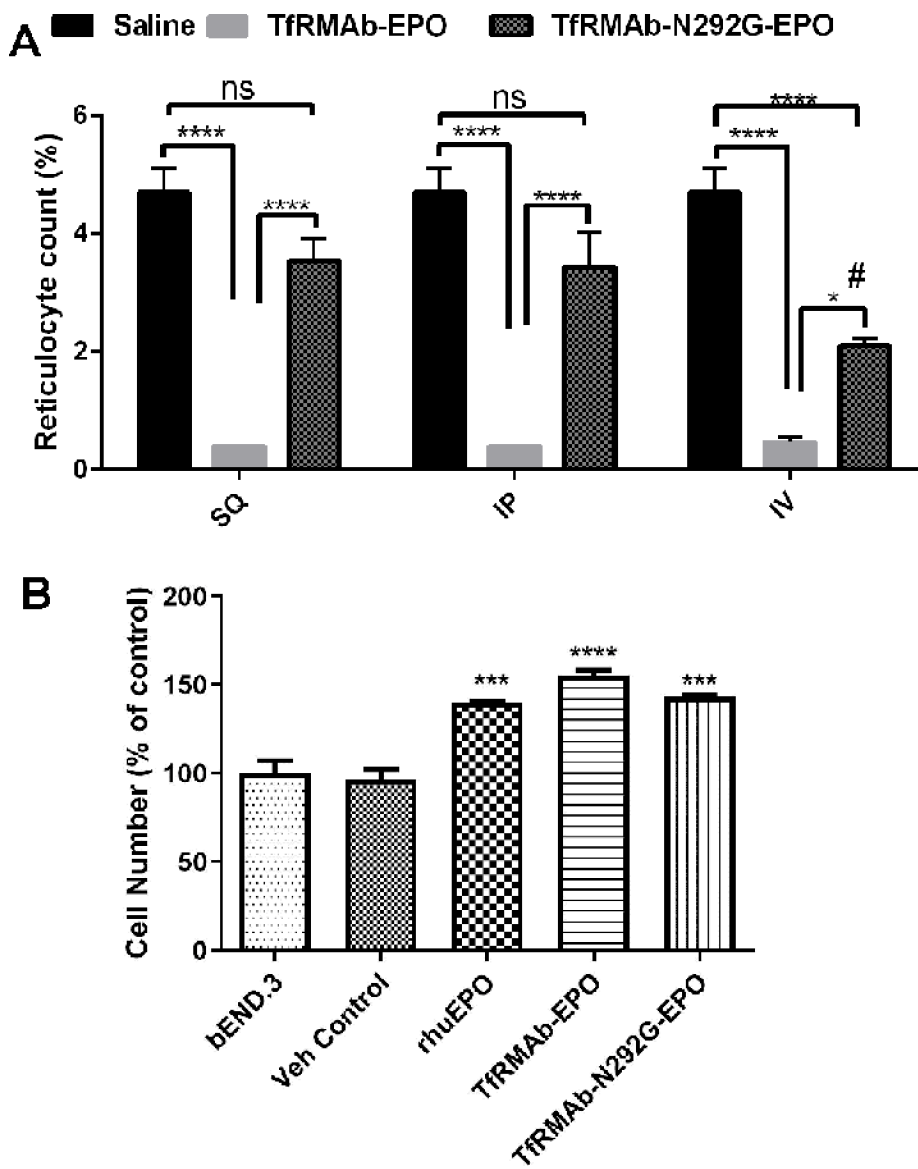 A
Saline TfRMAb-EPO TfRMAb-N292G-EPO
ns ns ****
**** **** ****
**** **** *
#
Reticulocyte count (%)
6
4
2
0
SQ IP IV
B
Cell Number (% of control)
200
150
100
50
0
*** **** ***
bEND.3 Veh Control rhuEPO TfRMAb-EPO TfRMAb-N292G-EPO